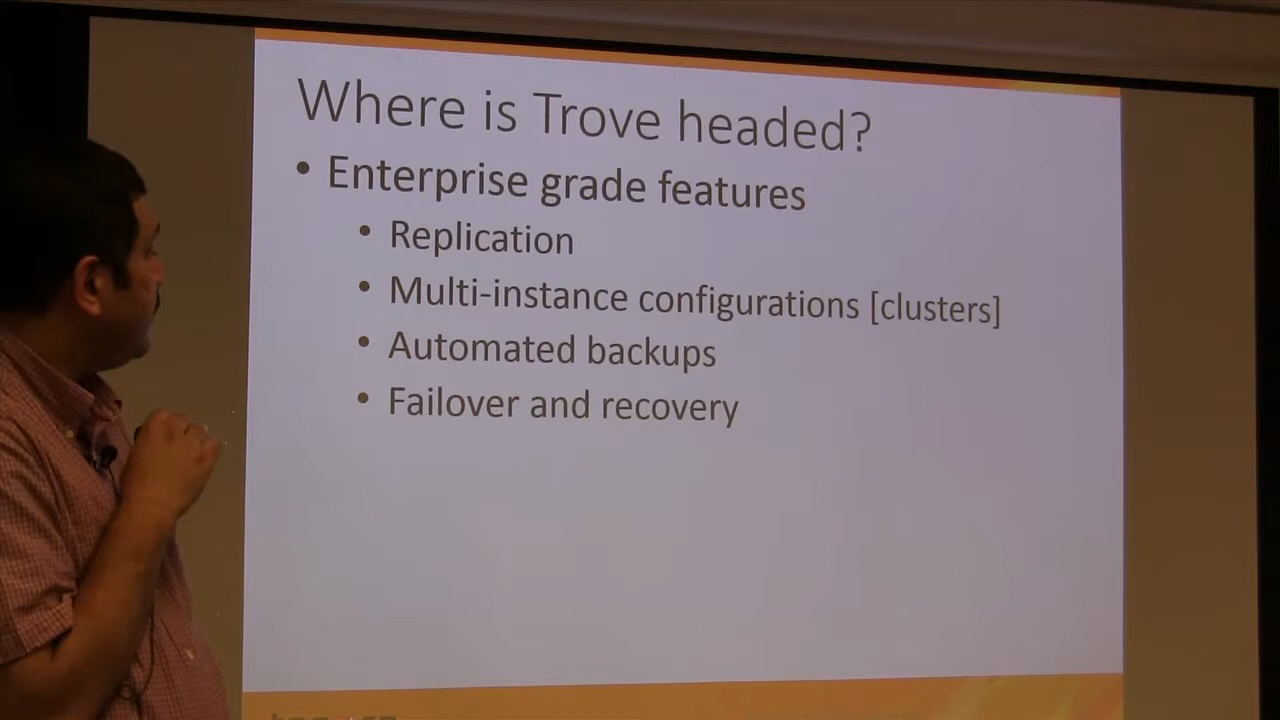 Where is Trove headed?
• Enterprise grade features
• Replication
• Multi-instance configurations [clusters]
• Automated backups
• Failover and recovery